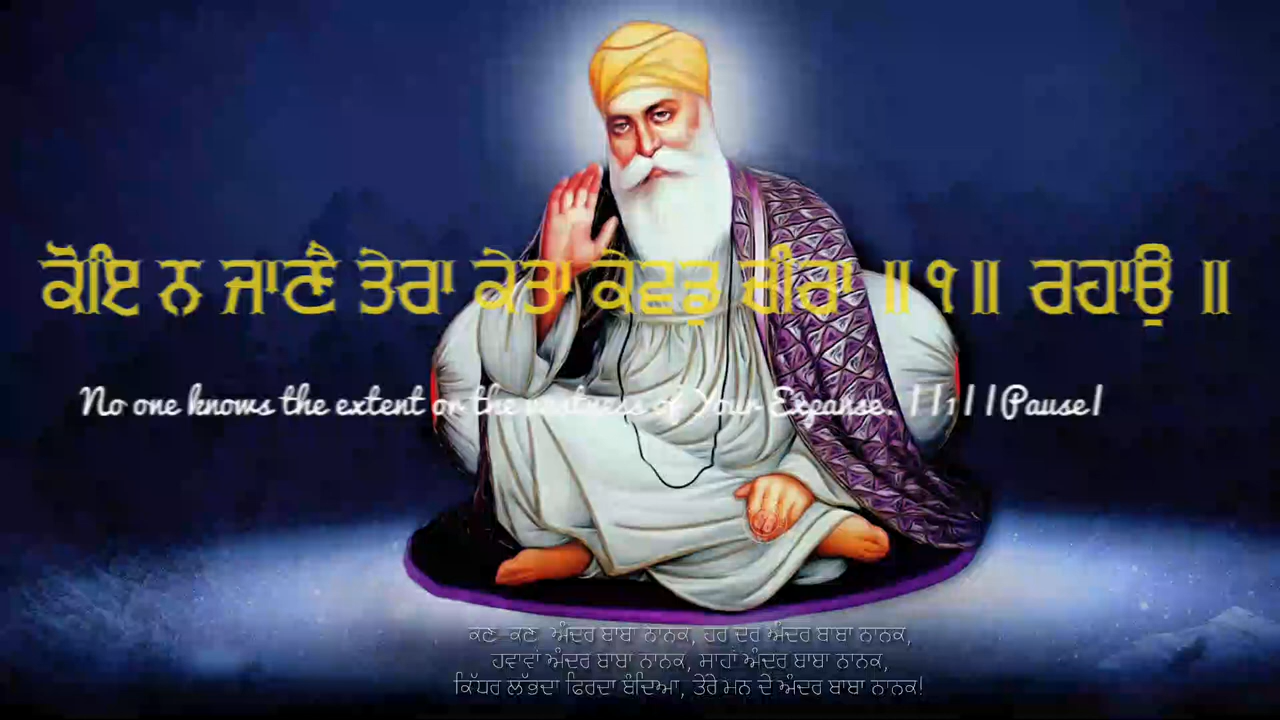 ਕੋਇ ਨ ਜਾਣੈ ਤੇਰਾ ਕੇਤਾ ਕੇਵਡੁ ਚੀਰਾ ॥੧॥ ਰਹਾਉ ॥
No one knows the extent or the vastness of Your Expanse. ||1||Pause|
ਕਣ-ਕਣ ਅੰਦਰ ਬਾਬਾ ਨਾਨਕ, ਹਰ ਦਰ ਅੰਦਰ ਬਾਬਾ ਨਾਨਕ,
ਹਵਾਵਾਂ ਅੰਦਰ ਬਾਬਾ ਨਾਨਕ, ਸਾਹਾਂ ਅੰਦਰ ਬਾਬਾ ਨਾਨਕ,
ਕਿੱਧਰ ਲੱਭਦਾ ਫਿਰਦਾ ਬੰਦਿਆ, ਤੇਰੇ ਮਨ ਦੇ ਅੰਦਰ ਬਾਬਾ ਨਾਨਕ!